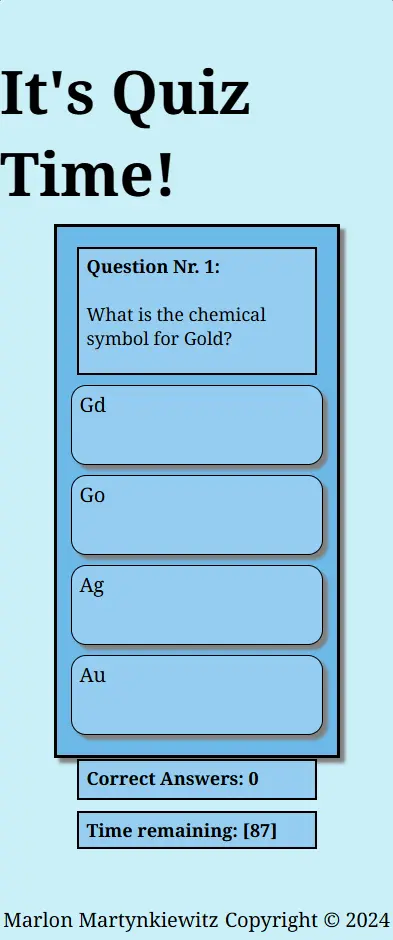 It's Quiz
Time!
Question Nr. 1:
What is the chemical
symbol for Gold?
Gd
Go
Ag
Au
Correct Answers: 0
Time remaining: [87]
Marlon Martynkiewitz Copyright © 2024